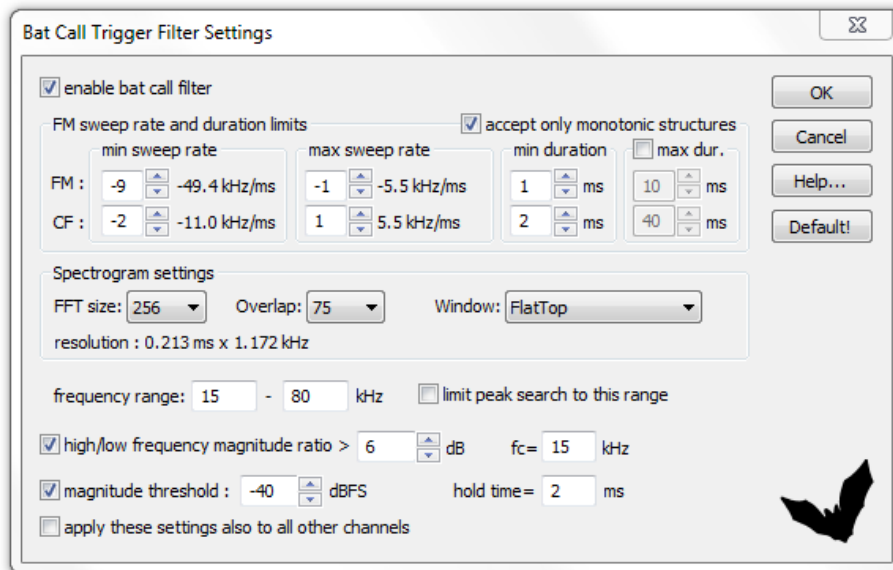 Bat Call Trigger Filter Settings
enable bat call filter
OK
FM sweep rate and duration limits accept only monotonic structures
Cancel
min sweep rate max sweep rate min duration max dur.
FM : -9 -49.4 kHz/ms -1 -5.5 kHz/ms 1 ms 10 ms
Help...
CF : -2 -11.0 kHz/ms 1 5.5 kHz/ms 2 ms 40 ms
Default!
Spectrogram settings
FFT size: 256 Overlap: 75 Window: FlatTop
resolution : 0.213 ms x 1.172 kHz
frequency range: 15 - 80 kHz limit peak search to this range
high/low frequency magnitude ratio > 6 dB fc= 15 kHz
magnitude threshold : -40 dBFS hold time= 2 ms
apply these settings also to all other channels